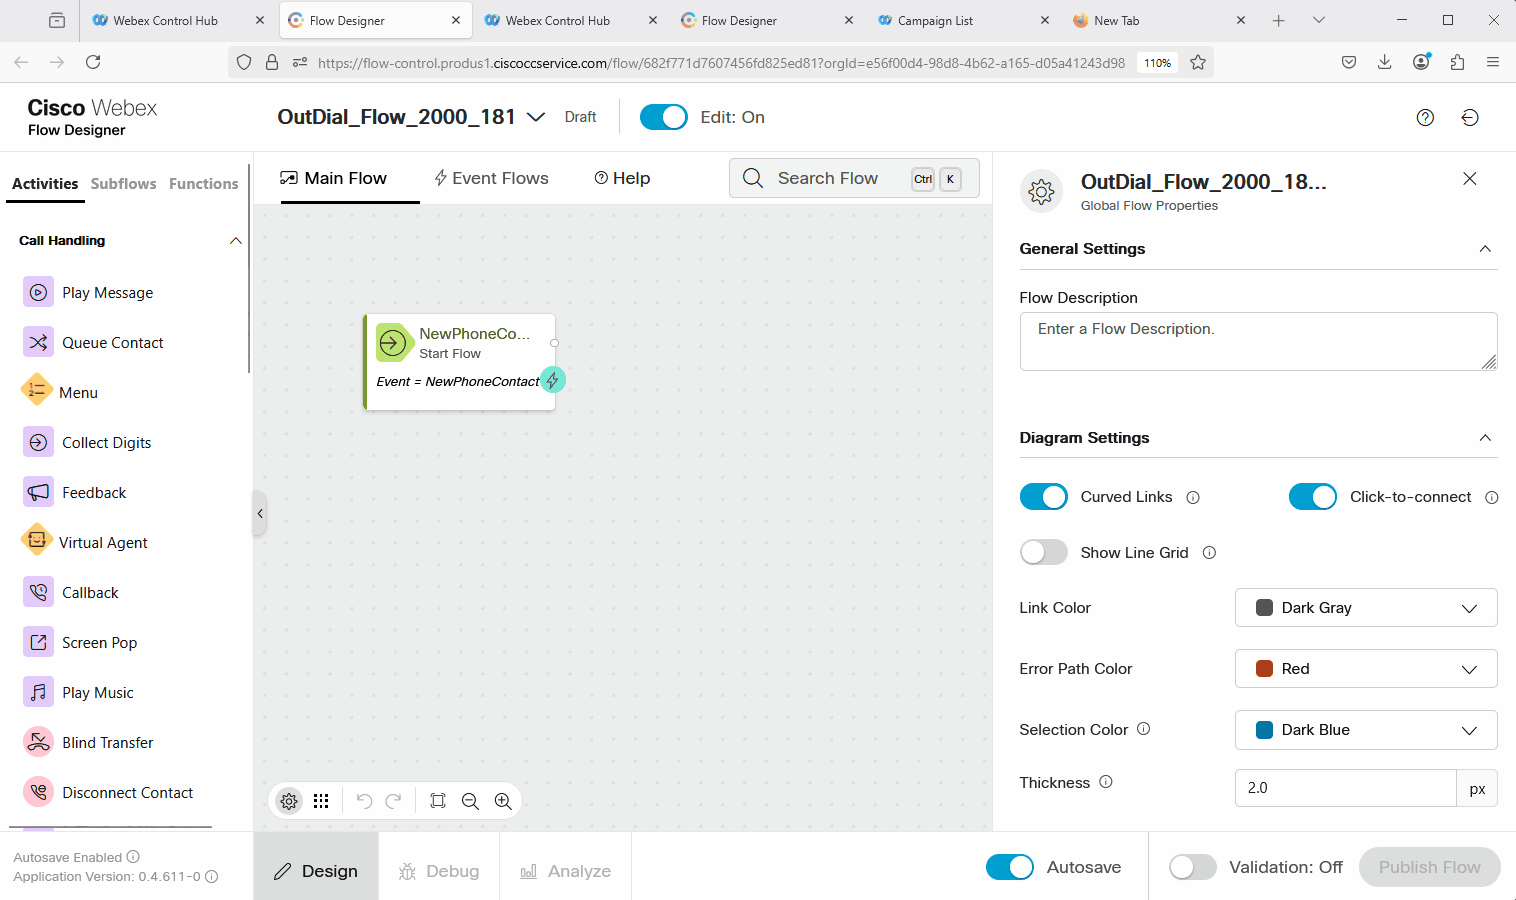 Webex Control Hub
Flow Designer
Webex Control Hub
Flow Designer
Campaign List
New Tab
https://flow-control.produs1.ciscoccservice.com/flow/682f771d7607456fd825ed81?orgId=e56f00d4-98d8-4b62-a165-d05a41243d98
110%
Cisco Webex
Flow Designer
OutDial_Flow_2000_181
Draft
Edit: On
Activities
Subflows
Functions
Main Flow
Event Flows
Help
Search Flow
Ctrl
K
Call Handling
Play Message
Queue Contact
Menu
Collect Digits
Feedback
Virtual Agent
Callback
Screen Pop
Play Music
Blind Transfer
Disconnect Contact
NewPhoneCo...
Start Flow
Event = NewPhoneContact
OutDial_Flow_2000_18...
Global Flow Properties
General Settings
Flow Description
Enter a Flow Description.
Diagram Settings
Curved Links
Click-to-connect
Show Line Grid
Link Color
Dark Gray
Error Path Color
Red
Selection Color
Dark Blue
Thickness
2.0
px
Autosave Enabled
Application Version: 0.4.611-0
Design
Debug
Analyze
Autosave
Validation: Off
Publish Flow